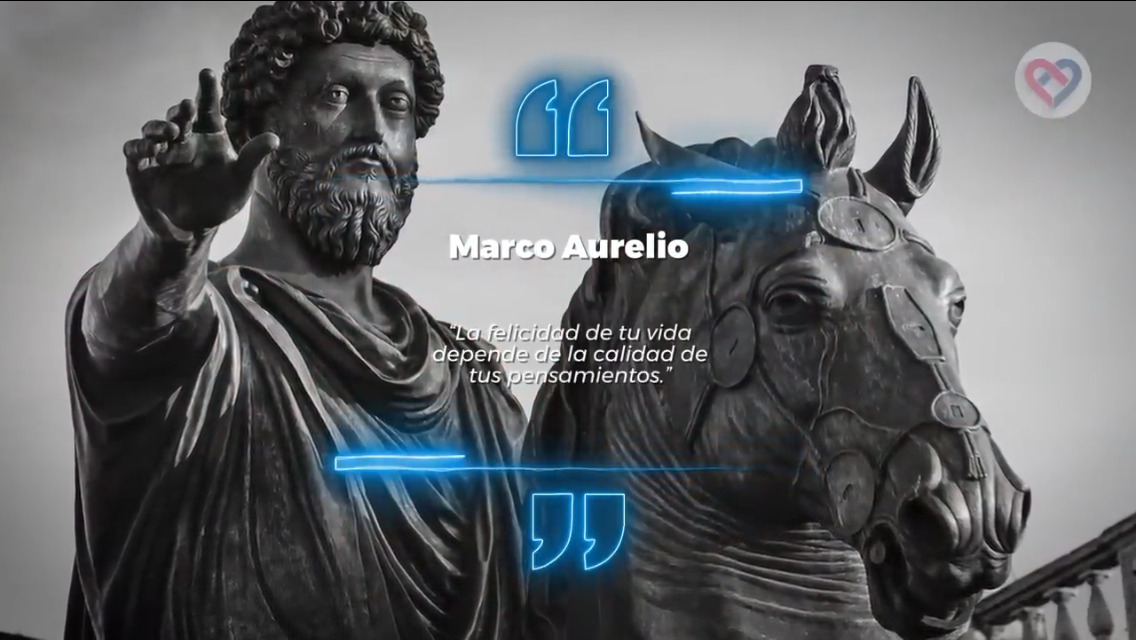 Marco Aurelio
“La felicidad de tu vida
depende de la calidad de
tus pensamientos.”